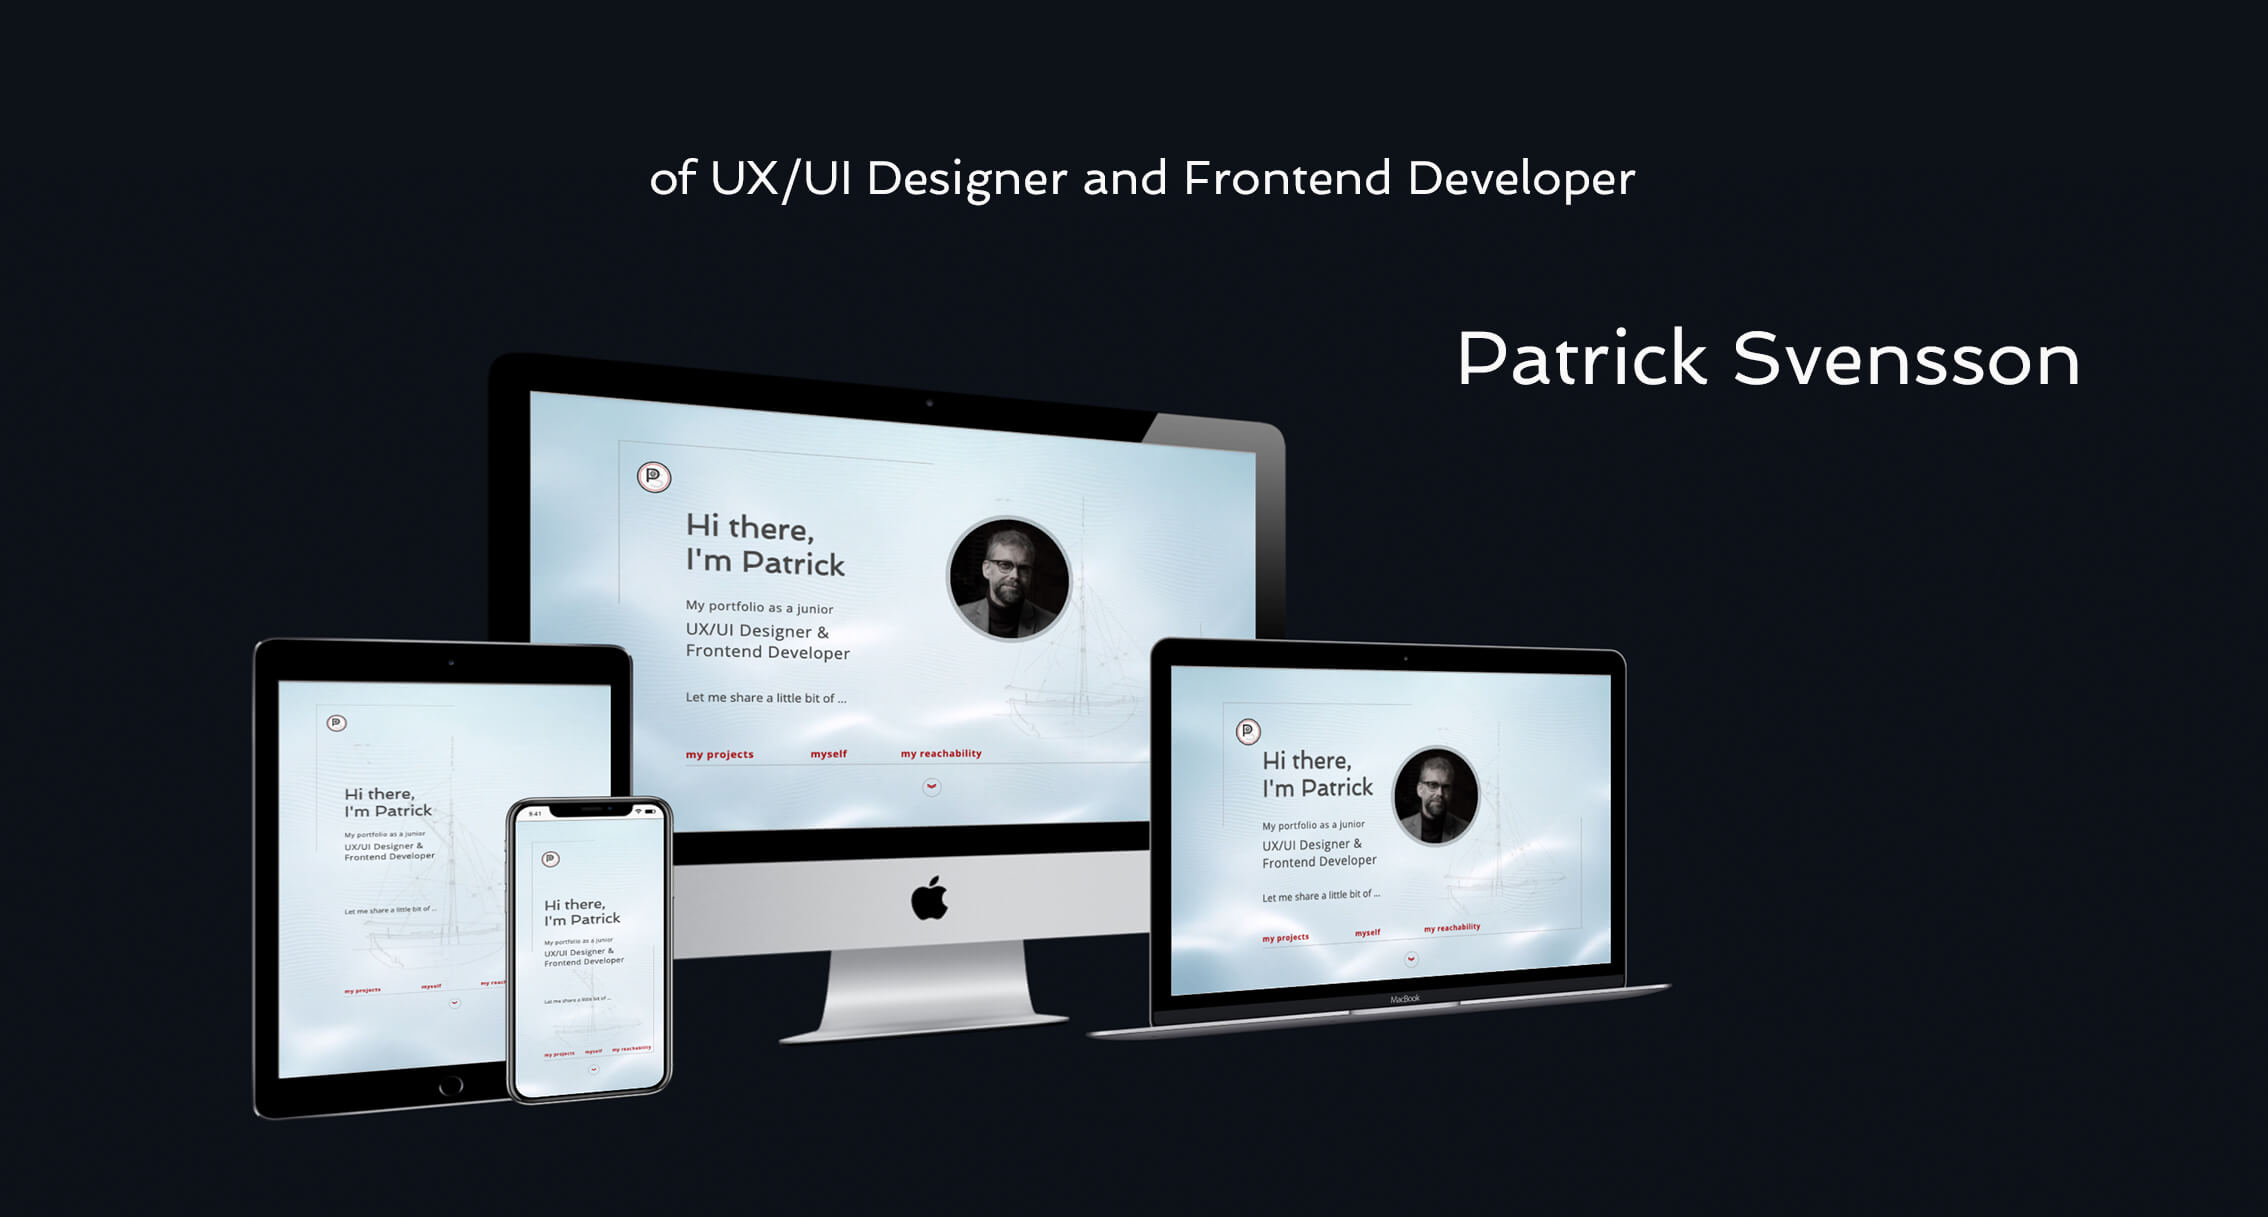 of UX/UI Designer and Frontend Developer
Patrick Svensson
Hi there,
I'm Patrick
My portfolio as a junior
UX/UI Designer &
Frontend Developer
Let me share a little bit of ...
my projects myself my reachability
Hi there,
I'm Patrick
My portfolio as a junior
UX/UI Designer &
Frontend Developer
Let me share a little bit of ...
my projects myself my reach
9:41
Hi there,
I'm Patrick
My portfolio as a junior
UX/UI Designer &
Frontend Developer
Let me share a little bit of ...
my projects myself my reachability
Hi there,
I'm Patrick
My portfolio as a junior
UX/UI Designer &
Frontend Developer
Let me share a little bit of ...
my projects myself my reachability
MacBook